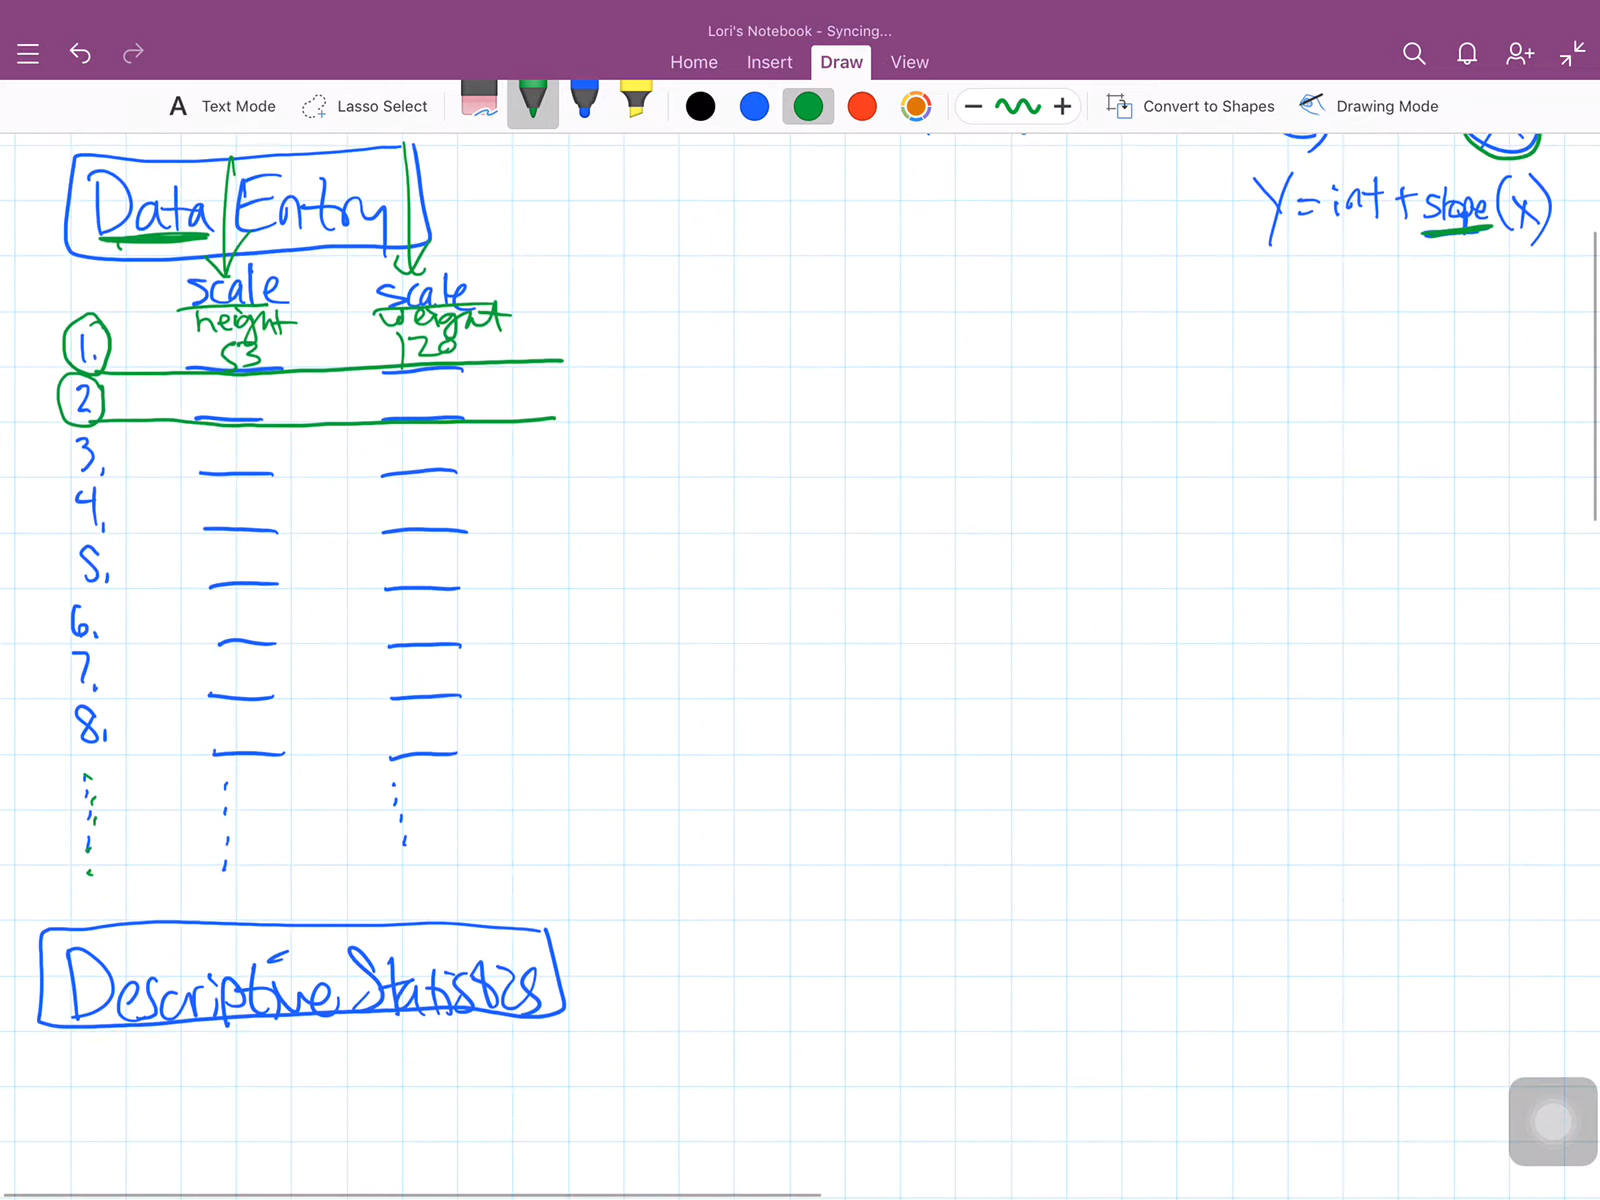 Lori's Notebook - Syncing...
Home Insert Draw View
A Text Mode Lasso Select Convert to Shapes Drawing Mode
Data Entry
Y = int + slope (x)
scale scale
height weight
1. 53 120
2
3.
4.
5.
6.
7.
8.
Descriptive Statistics